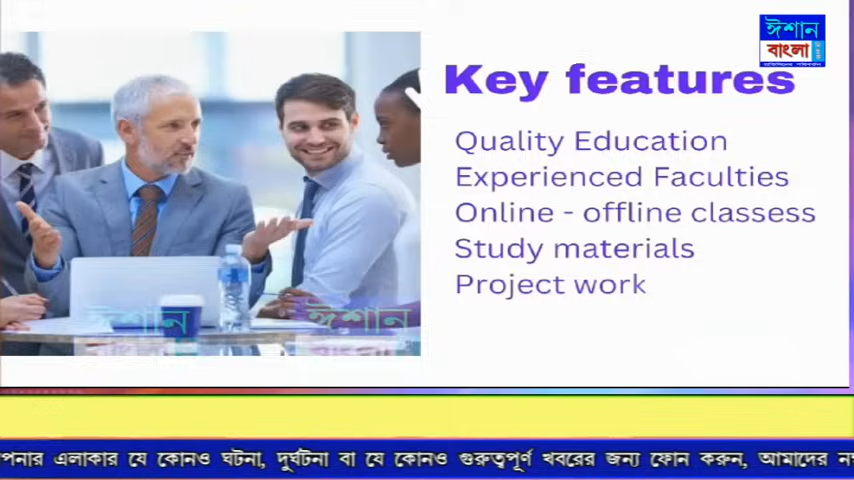 ঈশান
বাংলা
Key features
Quality Education
Experienced Faculties
Online - offline classess
Study materials
Project work
ঈশান
ঈশান
বাংলা
বাংলা
পনার এলাকার যে কোনও ঘটনা, দুর্ঘটনা বা যে কোনও গুরুত্বপূর্ণ খবরের জন্য ফোন করুন, আমাদের নম্